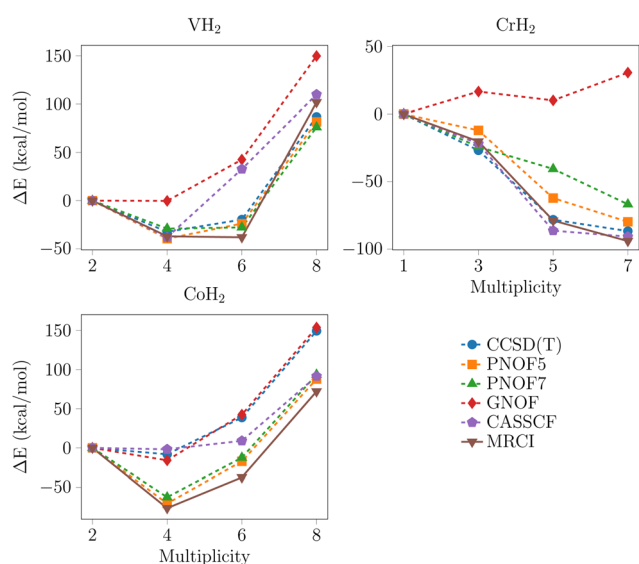 VH₂
CrH₂
ΔE (kcal/mol)
150
100
50
0
−50
2
4
6
8
50
0
−50
−100
1
3
5
7
Multiplicity
CoH₂
ΔE (kcal/mol)
150
100
50
0
−50
2
4
6
8
Multiplicity
CCSD(T)
PNOF5
PNOF7
GNOF
CASSCF
MRCI